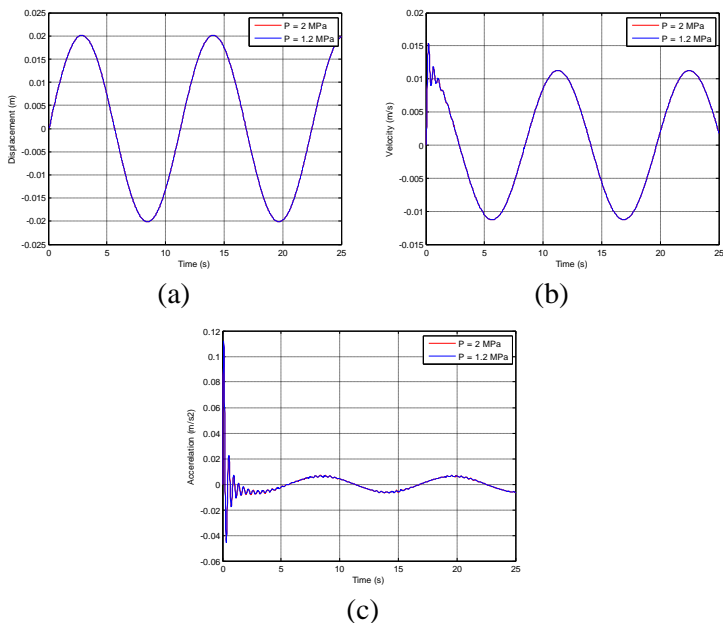 P = 2 MPa
P = 1.2 MPa
Displacement (m)
0.025
0.02
0.015
0.01
0.005
0
-0.005
-0.01
-0.015
-0.02
-0.025
0 5 10 15 20 25
Time (s)
(a)
P = 2 MPa
P = 1.2 MPa
Velocity (m/s)
0.02
0.015
0.01
0.005
0
-0.005
-0.01
-0.015
0 5 10 15 20 25
Time (s)
(b)
P = 2 MPa
P = 1.2 MPa
Accerelation (m/s2)
0.12
0.1
0.08
0.06
0.04
0.02
0
-0.02
-0.04
-0.06
0 5 10 15 20 25
Time (s)
(c)